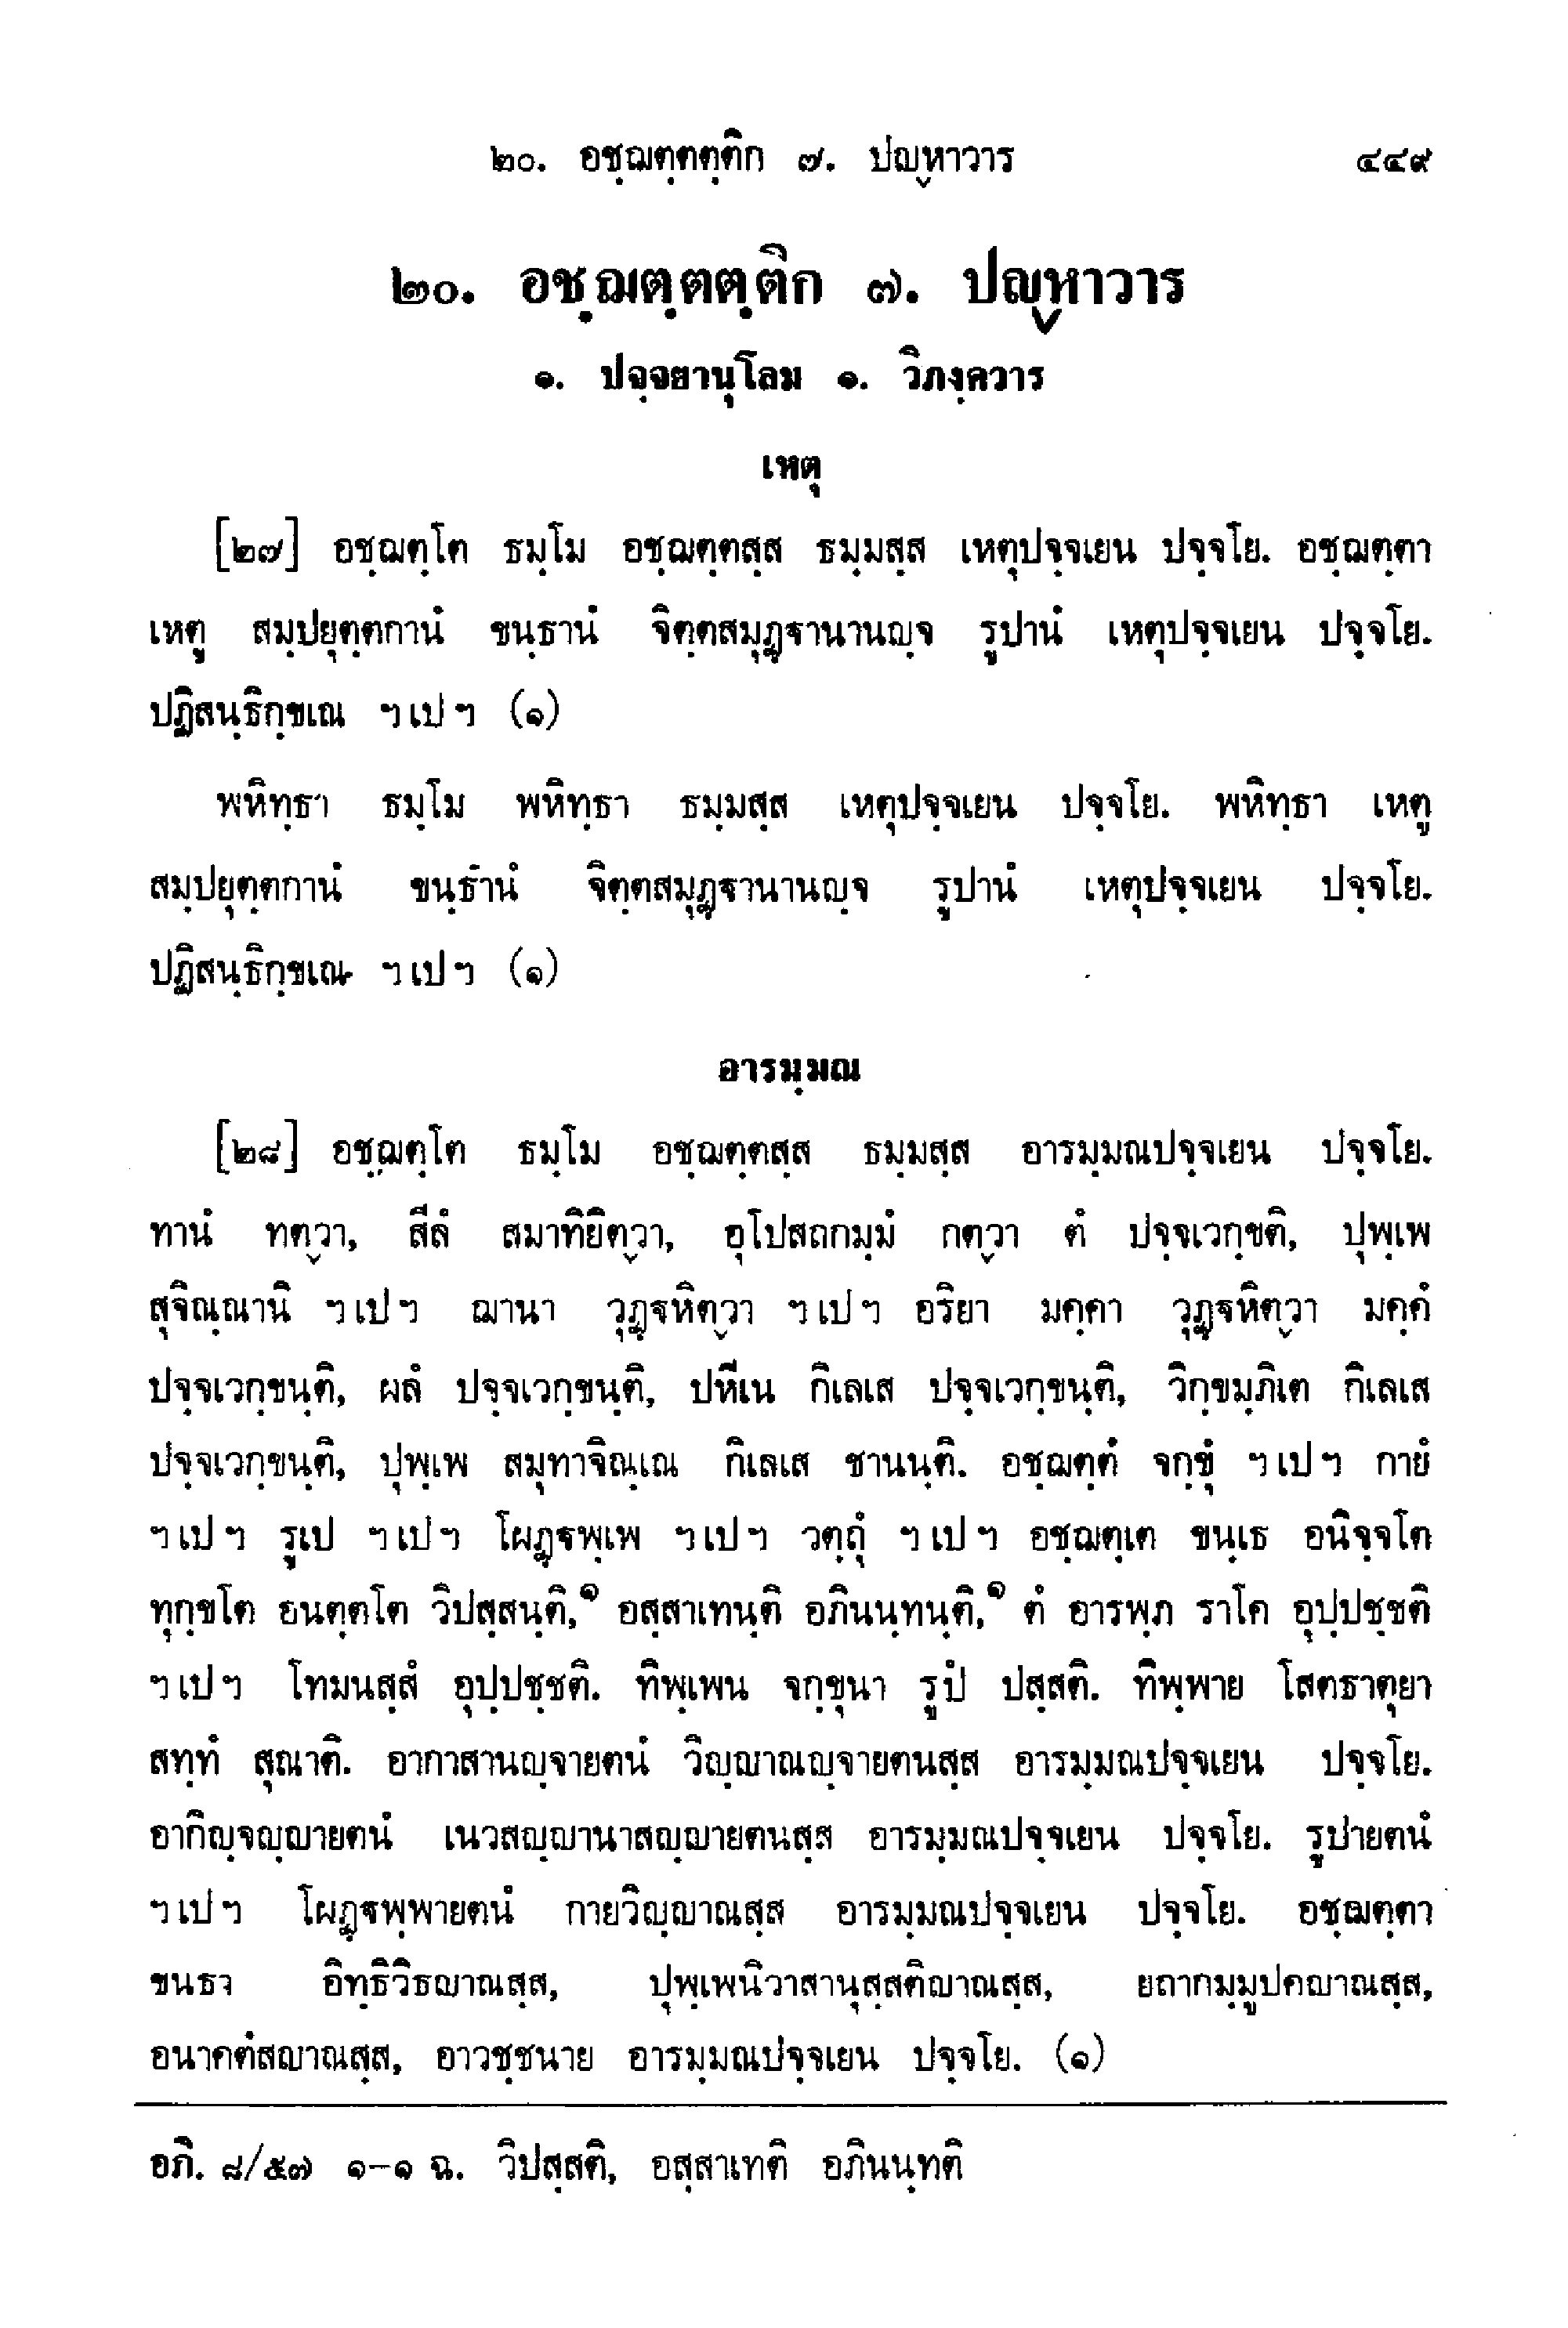 ๒๐. อชฺฌตฺตตฺติก ๗. ปญฺหาวาร ๔๔๙
๒๐. อชฺฌตฺตตฺติก ๗. ปญฺหาวาร
๑. ปจฺจยานุโลม ๑. วิภงฺควาร
เหตุ
[๒๗] อชฺฌตฺโต ธมฺโม อชฺฌตฺตสฺส ธมฺมสฺส เหตุปจฺจเยน ปจฺจโย. อชฺฌตฺตา
เหตู สมฺปยุตฺตกานํ ขนฺธานํ จิตฺตสมุฏฺฐานานญฺจ รูปานํ เหตุปจฺจเยน ปจฺจโย.
ปฏิสนฺธิกฺขเณ ฯเปฯ (๑)
พหิทฺธา ธมฺโม พหิทฺธา ธมฺมสฺส เหตุปจฺจเยน ปจฺจโย. พหิทฺธา เหตู
สมฺปยุตฺตกานํ ขนฺธานํ จิตฺตสมุฏฺฐานานญฺจ รูปานํ เหตุปจฺจเยน ปจฺจโย.
ปฏิสนฺธิกฺขเณ ฯเปฯ (๑)
อารมฺมณ
[๒๘] อชฺฌตฺโต ธมฺโม อชฺฌตฺตสฺส ธมฺมสฺส อารมฺมณปจฺจเยน ปจฺจโย.
ทานํ ทตฺวา, สีลํ สมาทิยิตฺวา, อุโปสถกมฺมํ กตฺวา ตํ ปจฺจเวกฺขติ, ปุพฺเพ
สุจิณฺณานิ ฯเปฯ ฌานา วุฏฺฐหิตฺวา ฯเปฯ อริยา มคฺคา วุฏฺฐหิตฺวา มคฺคํ
ปจฺจเวกฺขนฺติ, ผลํ ปจฺจเวกฺขนฺติ, ปหีเน กิเลเส ปจฺจเวกฺขนฺติ, วิกฺขมฺภิเต กิเลเส
ปจฺจเวกฺขนฺติ, ปุพฺเพ สมุทาจิณฺเณ กิเลเส ชานนฺติ. อชฺฌตฺตํ จกฺขุํ ฯเปฯ กายํ
ฯเปฯ รูเป ฯเปฯ โผฏฺฐพฺเพ ฯเปฯ วตฺถุํ ฯเปฯ อชฺฌตฺเต ขนฺเธ อนิจฺจโต
ทุกฺขโต อนตฺตโต วิปสฺสนฺติ,๑ อสฺสาเทนฺติ อภินนฺทนฺติ,๑ ตํ อารพฺภ ราโค อุปฺปชฺชติ
ฯเปฯ โทมนสฺสํ อุปฺปชฺชติ. ทิพฺเพน จกฺขุนา รูปํ ปสฺสติ. ทิพฺพาย โสตธาตุยา
สทฺทํ สุณาติ. อากาสานญฺจายตนํ วิญฺญาณญฺจายตนสฺส อารมฺมณปจฺจเยน ปจฺจโย.
อากิญฺจญฺญายตนํ เนวสญฺญานาสญฺญายตนสฺส อารมฺมณปจฺจเยน ปจฺจโย. รูปายตนํ
ฯเปฯ โผฏฺฐพฺพายตนํ กายวิญฺญาณสฺส อารมฺมณปจฺจเยน ปจฺจโย. อชฺฌตฺตา
ขนธา อิทฺธิวิธญาณสฺส, ปุพฺเพนิวาสานุสฺสติญาณสฺส, ยถากมฺมูปคญาณสฺส,
อนาคตํสญาณสฺส, อาวชฺชนาย อารมฺมณปจฺจเยน ปจฺจโย. (๑)
อภิ. ๘/๕๗ ๑-๑ ฉ. วิปสฺสติ, อสฺสาเทติ อภินนฺทติ